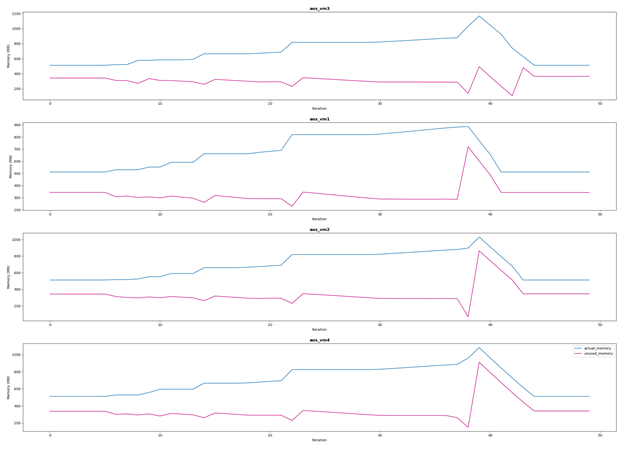 aos_vm3
Memory (MB)
1200
1000
800
600
400
200
0 10 20 30 40 50
Iteration
aos_vm1
Memory (MB)
900
800
700
600
500
400
300
200
0 10 20 30 40 50
Iteration
aos_vm2
Memory (MB)
1000
800
600
400
200
0
0 10 20 30 40 50
Iteration
aos_vm4
Memory (MB)
1000
800
600
400
200
actual_memory
unused_memory
0 10 20 30 40 50
Iteration